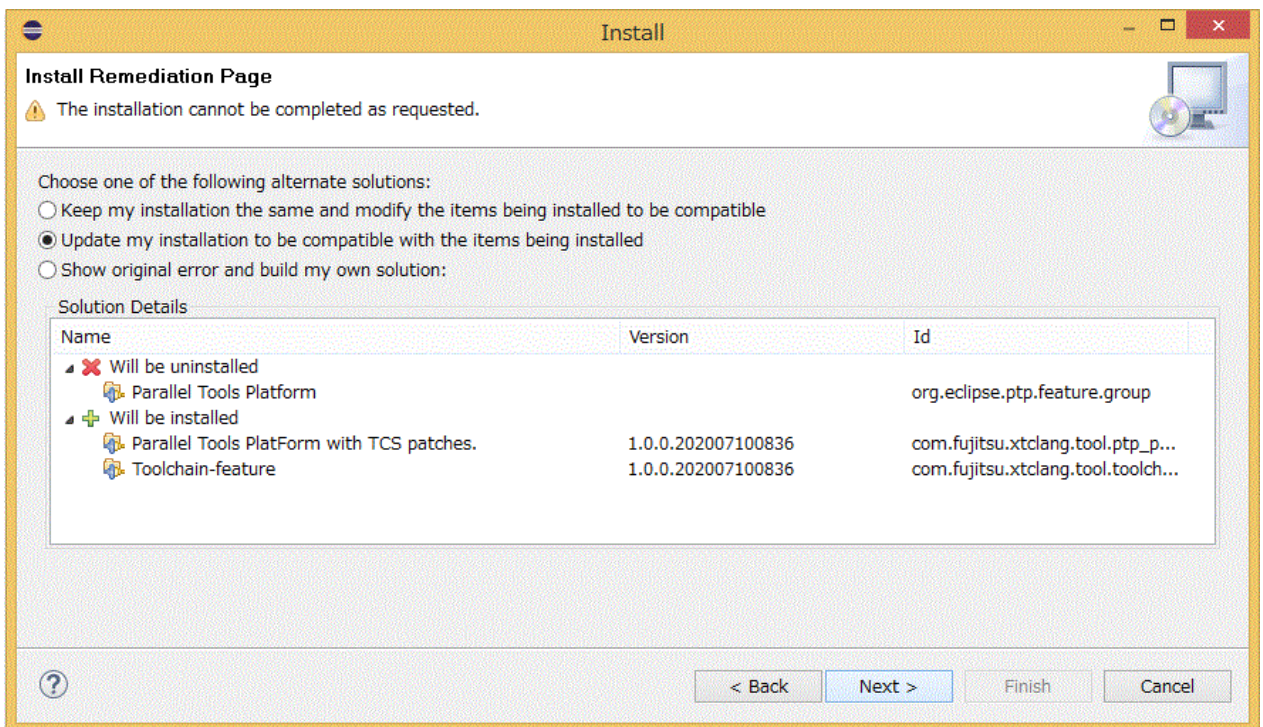 Install
Install Remediation Page
The installation cannot be completed as requested.
Choose one of the following alternate solutions:
Keep my installation the same and modify the items being installed to be compatible
Update my installation to be compatible with the items being installed
Show original error and build my own solution:
Solution Details
Name Version Id
Will be uninstalled
Parallel Tools Platform org.eclipse.ptp.feature.group
Will be installed
Parallel Tools PlatForm with TCS patches. 1.0.0.202007100836 com.fujitsu.xtclang.tool.ptp_p...
Toolchain-feature 1.0.0.202007100836 com.fujitsu.xtclang.tool.toolch...
? < Back Next > Finish Cancel